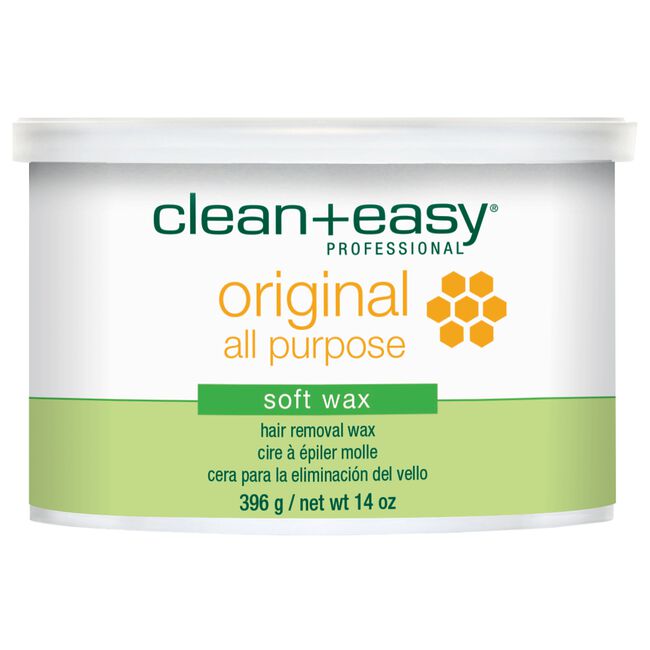 clean+easy®
PROFESSIONAL
original
all purpose
soft wax
hair removal wax
cire à épiler molle
cera para la eliminación del vello
396 g / net wt 14 oz